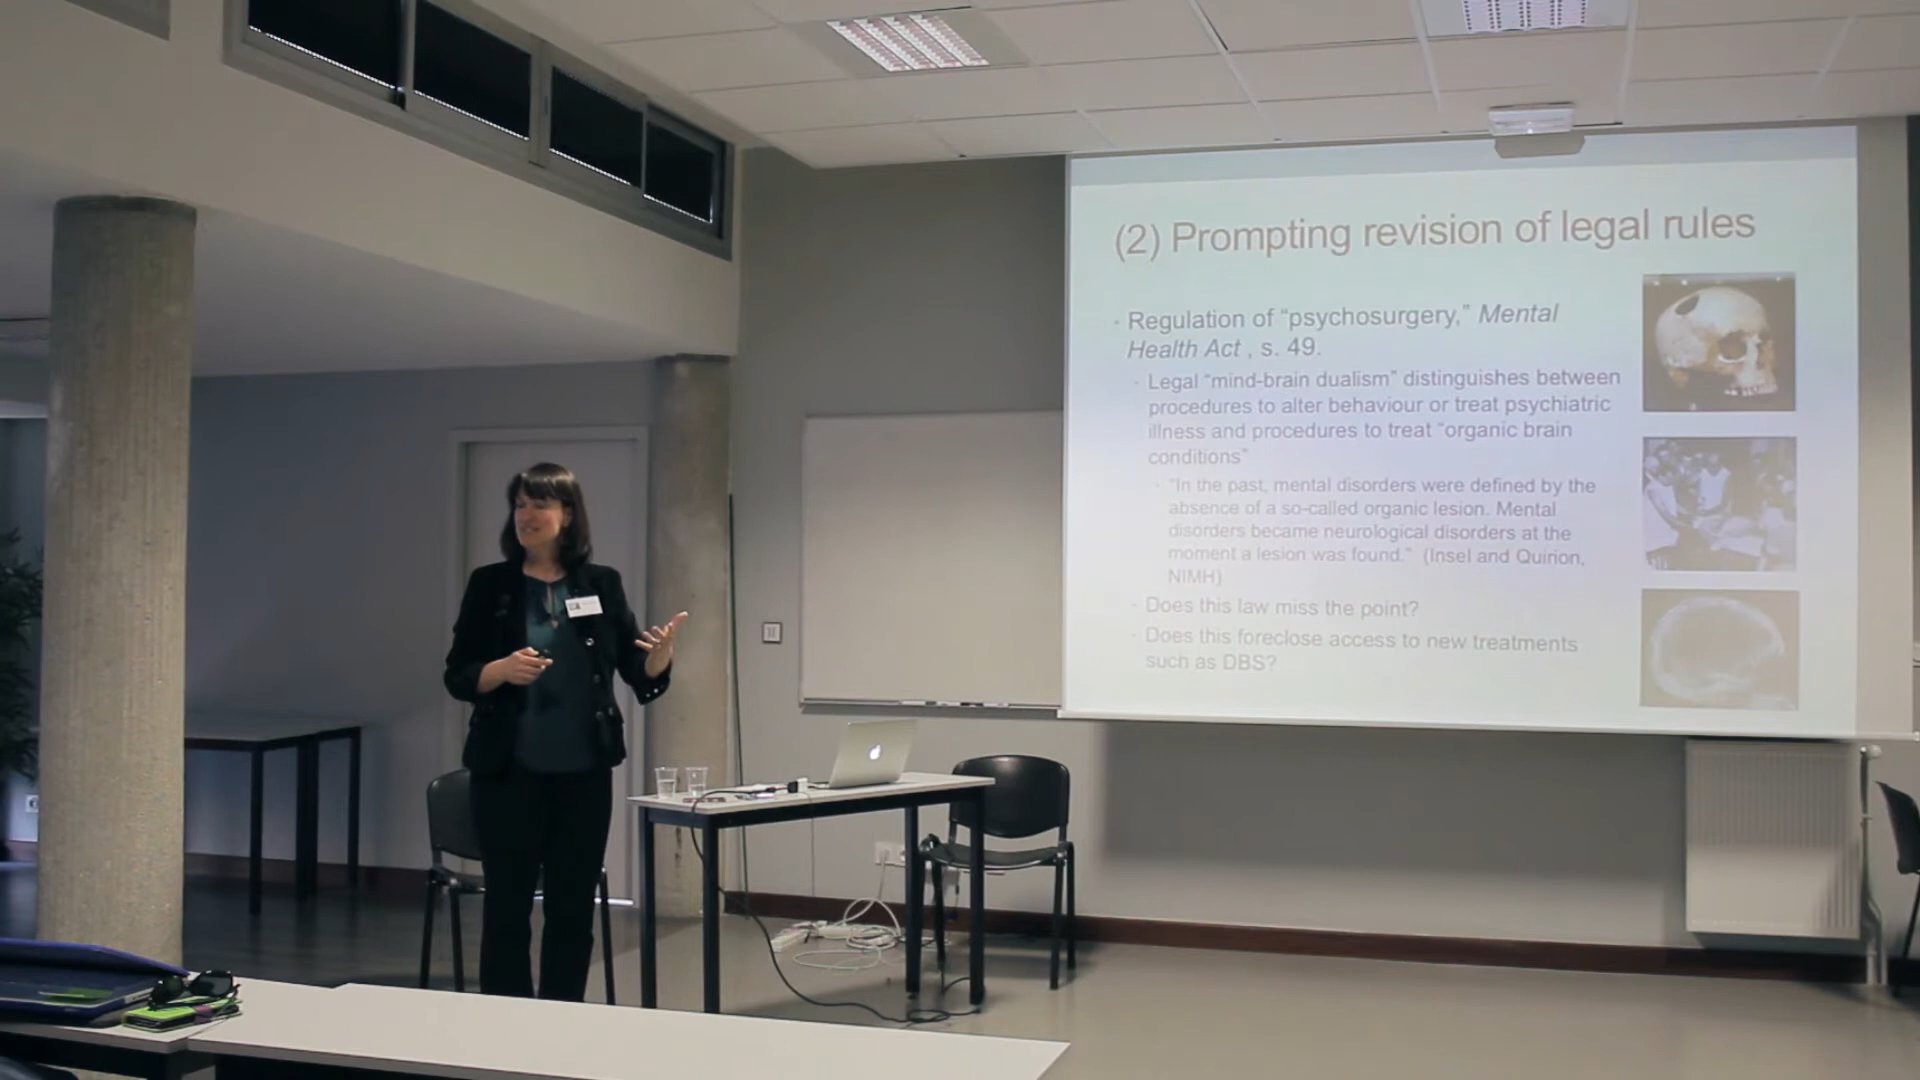 (2) Prompting revision of legal rules
Regulation of “psychosurgery,” Mental
Health Act , s. 49.
Legal “mind-brain dualism” distinguishes between
procedures to alter behaviour or treat psychiatric
illness and procedures to treat “organic brain
conditions”
“In the past, mental disorders were defined by the
absence of a so-called organic lesion. Mental
disorders became neurological disorders at the
moment a lesion was found.” (Insel and Quirion,
NIMH)
Does this law miss the point?
Does this foreclose access to new treatments
such as DBS?